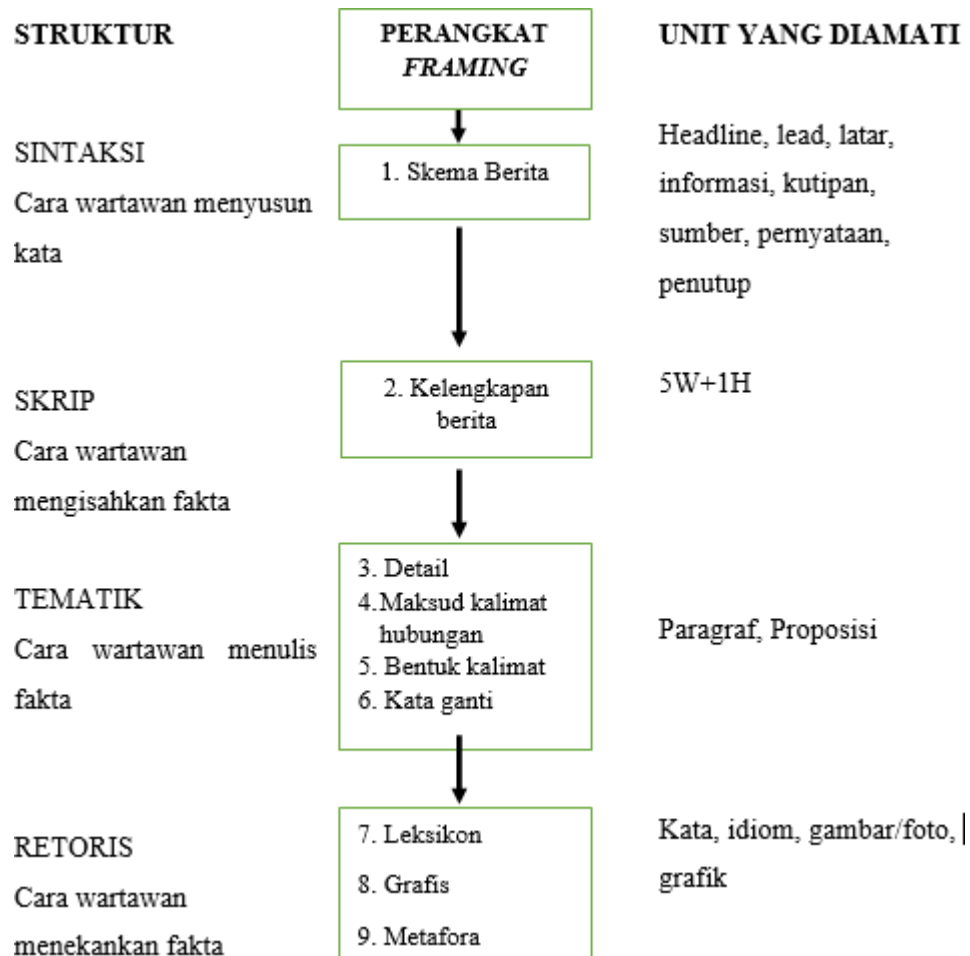 STRUKTUR
PERANGKAT
FRAMING
UNIT YANG DIAMATI
SINTAKSI
Cara wartawan menyusun
kata
1. Skema Berita
Headline, lead, latar,
informasi, kutipan,
sumber, pernyataan,
penutup
SKRIP
Cara wartawan
mengisahkan fakta
2. Kelengkapan
berita
5W+1H
TEMATIK
Cara wartawan menulis
fakta
3. Detail
4.Maksud kalimat
hubungan
5. Bentuk kalimat
6. Kata ganti
Paragraf, Proposisi
RETORIS
Cara wartawan
menekankan fakta
7. Leksikon
8. Grafis
9. Metafora
Kata, idiom, gambar/foto,
grafik